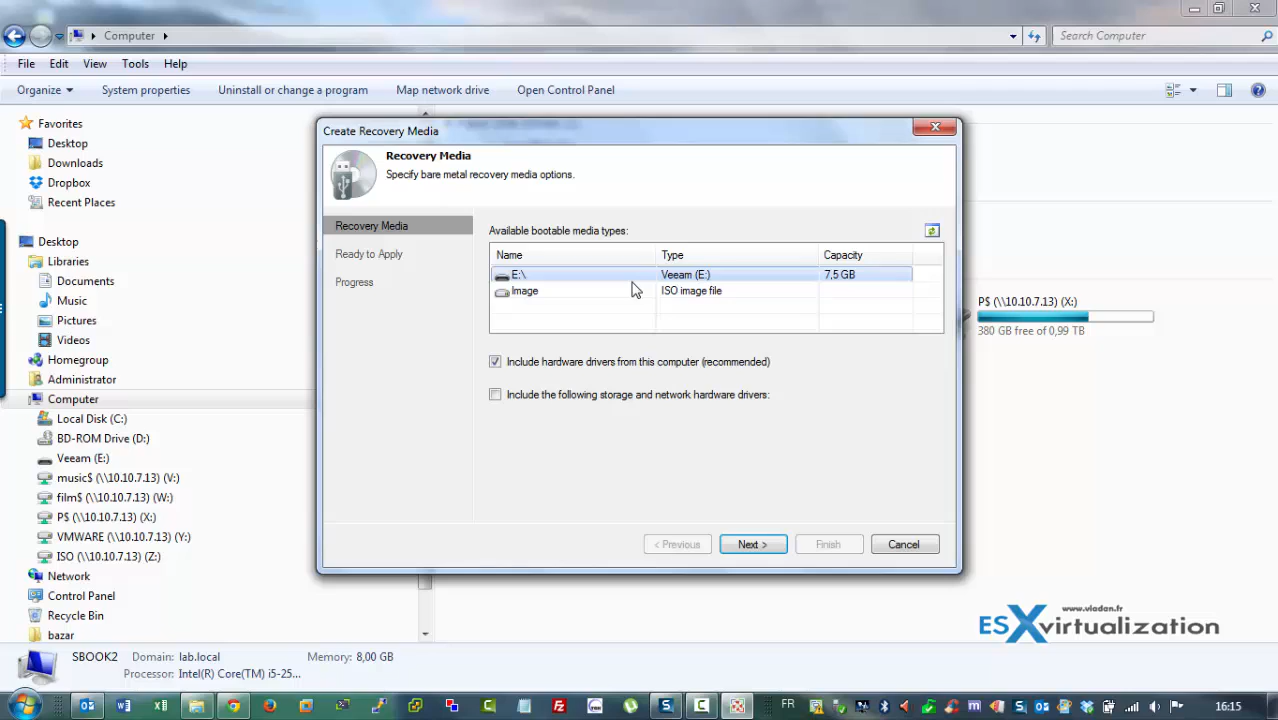 Computer
Search Computer
File Edit View Tools Help
Organize System properties Uninstall or change a program Map network drive Open Control Panel
Favorites
Desktop
Downloads
Dropbox
Recent Places
Desktop
Libraries
Documents
Music
Pictures
Videos
Homegroup
Administrator
Computer
Local Disk (C:)
BD-ROM Drive (D:)
Veeam (E:)
music$ (\\10.10.7.13) (V:)
film$ (\\10.10.7.13) (W:)
P$ (\\10.10.7.13) (X:)
VMWARE (\\10.10.7.13) (Y:)
ISO (\\10.10.7.13) (Z:)
Network
Control Panel
Recycle Bin
bazar
Create Recovery Media
Recovery Media
Specify bare metal recovery media options.
Recovery Media
Ready to Apply
Progress
Available bootable media types:
Name Type Capacity
E:\ Veeam (E:) 7,5 GB
Image ISO image file
Include hardware drivers from this computer (recommended)
Include the following storage and network hardware drivers:
< Previous Next > Finish Cancel
P$ (\\10.10.7.13) (X:)
380 GB free of 0,99 TB
www.vladan.fr
ESXvirtualization
SBOOK2 Domain: lab.local Memory: 8,00 GB
Processor: Intel(R) Core(TM) i5-25...
FR 16:15